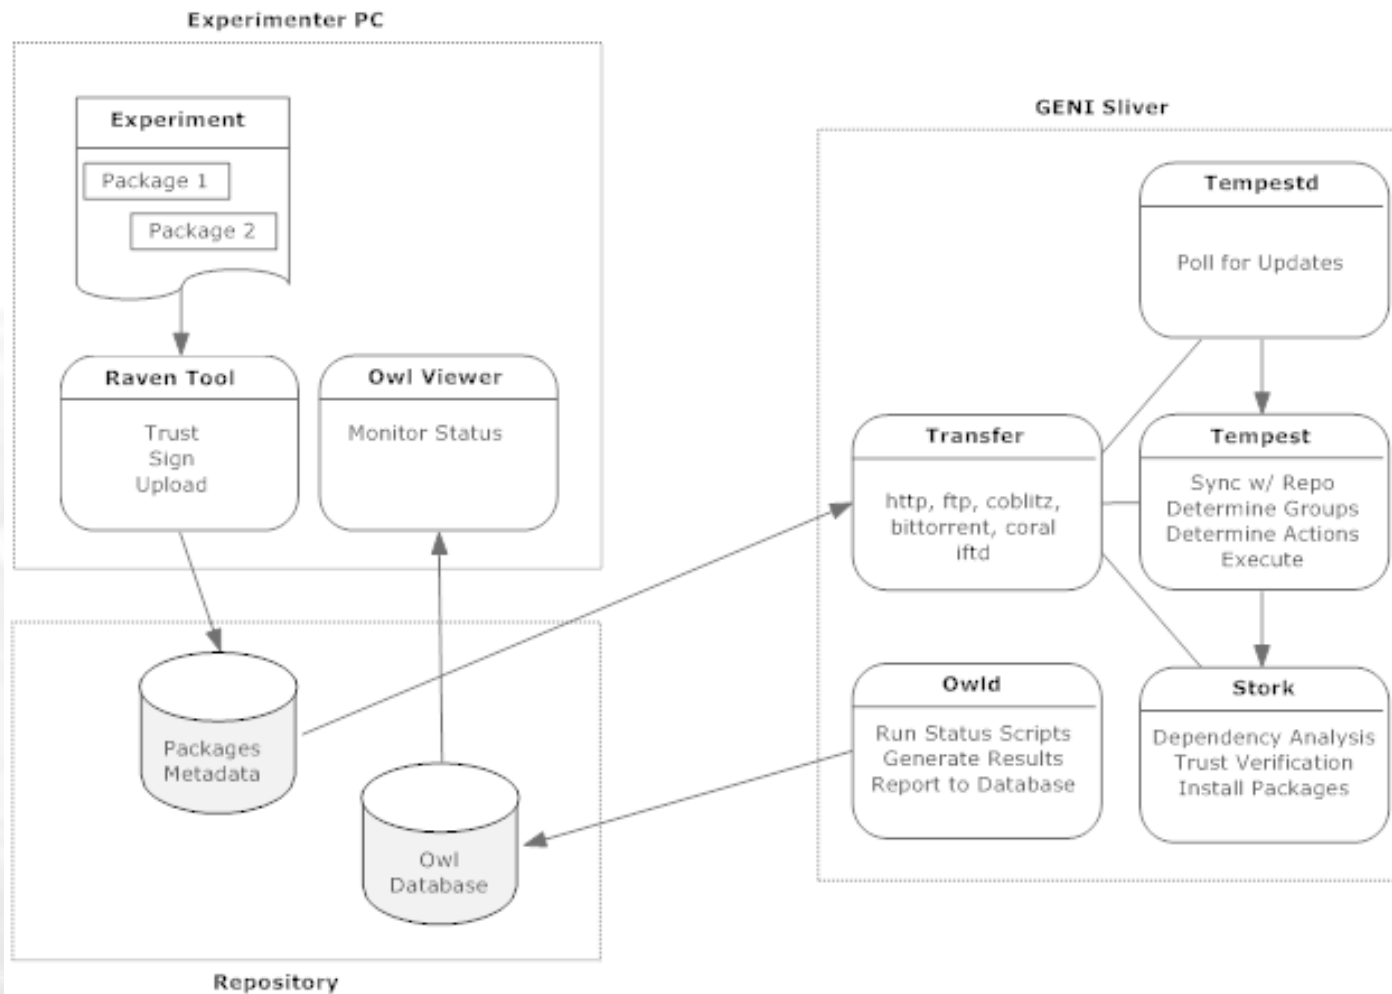 Experimenter PC
Experiment
Package 1
Package 2
Raven Tool
Trust
Sign
Upload
Owl Viewer
Monitor Status
Packages
Metadata
Owl
Database
Repository
GENI Sliver
Tempestd
Poll for Updates
Transfer
http, ftp, coblitz,
bittorrent, coral
iftd
Tempest
Sync w/ Repo
Determine Groups
Determine Actions
Execute
Owld
Run Status Scripts
Generate Results
Report to Database
Stork
Dependency Analysis
Trust Verification
Install Packages